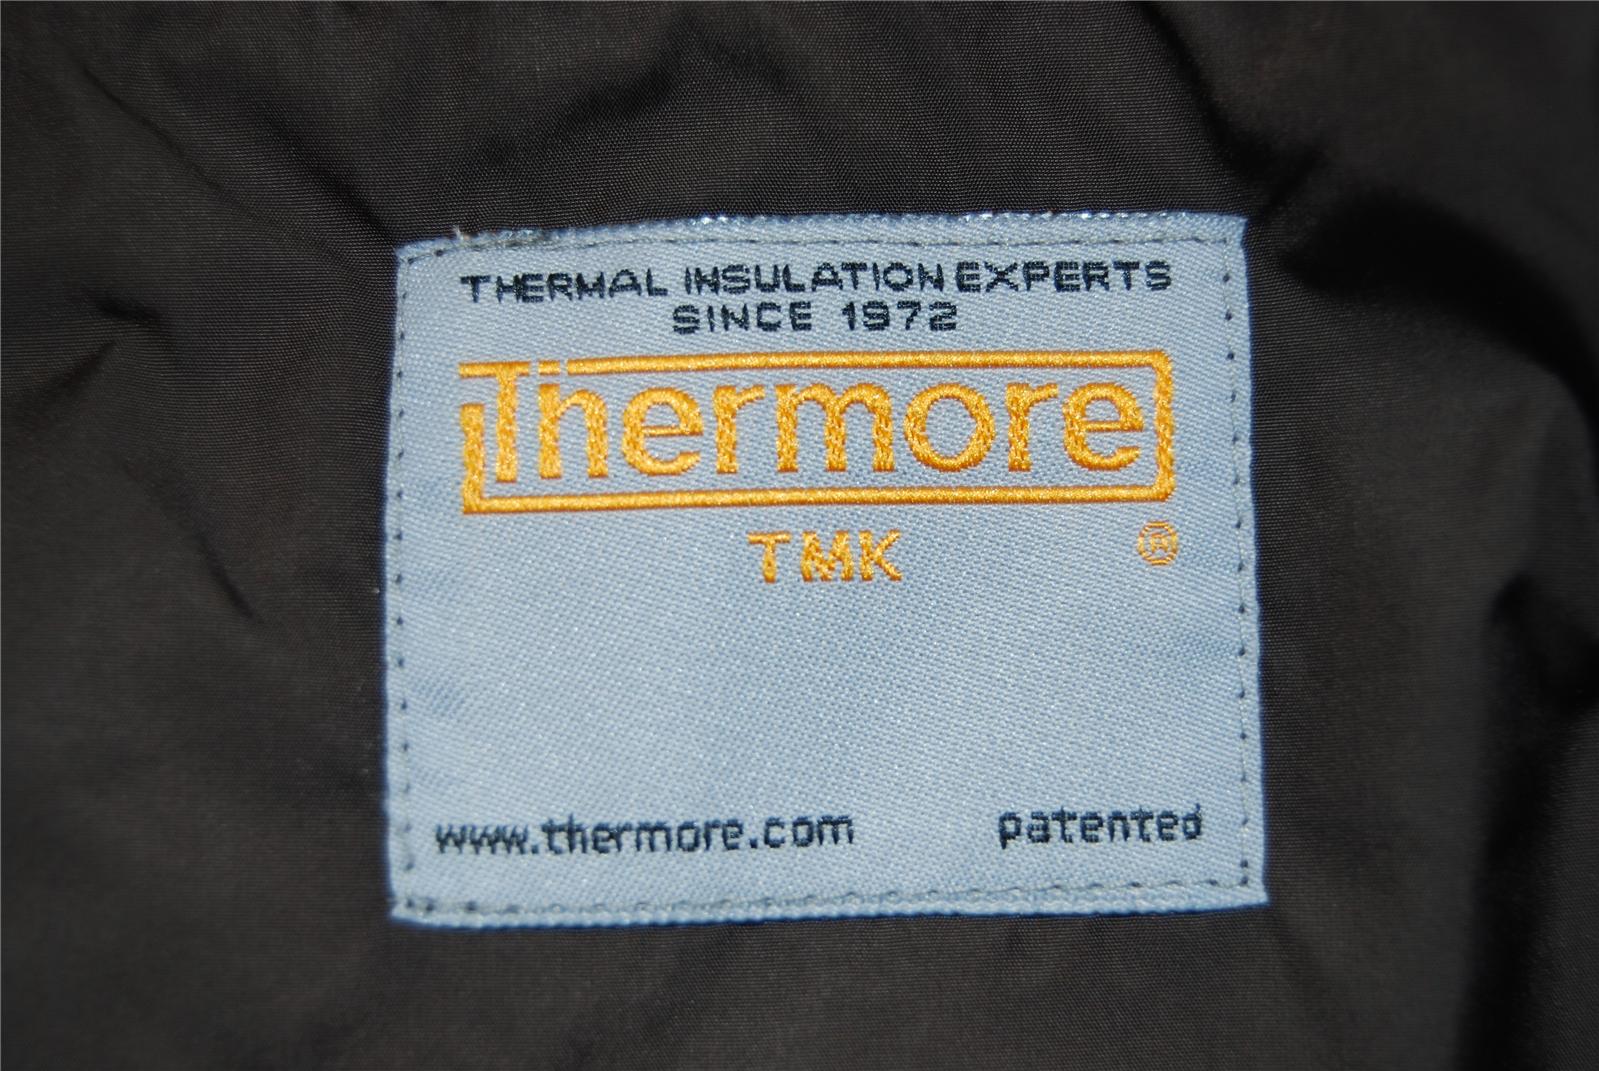 THERMAL INSULATION EXPERTS
SINCE 1972
Thermore
TMK ®
www.thermore.com patented